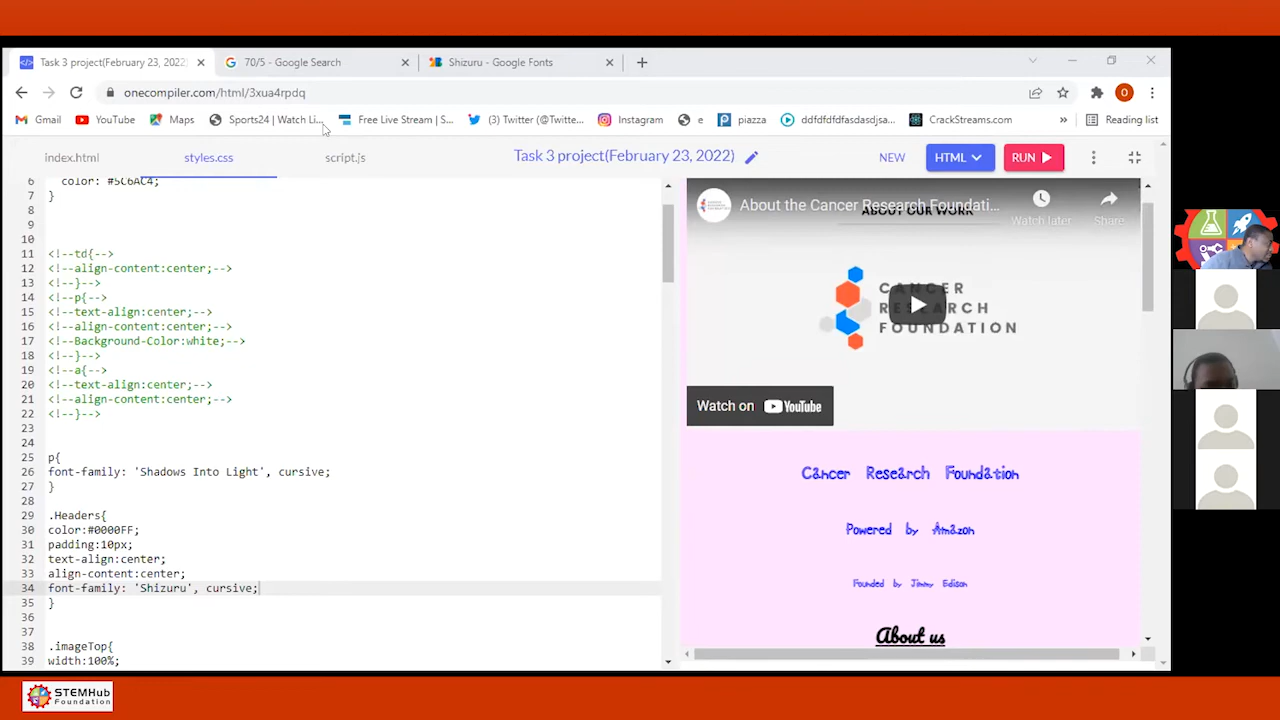 Task 3 project(February 23, 2022
70/5 - Google Search
Shizuru - Google Fonts
onecompiler.com/html/3xua4rpdq
O
Gmail
YouTube
Maps
Sports24 | Watch Li...
Free Live Stream | S...
(3) Twitter (@Twitte...
Instagram
e
piazza
ddfdfdfdfasdasdjsa...
CrackStreams.com
Reading list
index.html
styles.css
script.js
Task 3 project(February 23, 2022)
NEW
HTML
RUN
6 color: #5C6AC4;
7 }
8
9
10
11 <!--td{-->
12 <!--align-content:center;-->
13 <!--}-->
14 <!--p{-->
15 <!--text-align:center;-->
16 <!--align-content:center;-->
17 <!--Background-Color:white;-->
18 <!--}-->
19 <!--a{-->
20 <!--text-align:center;-->
21 <!--align-content:center;-->
22 <!--}-->
23
24
25 p{
26 font-family: 'Shadows Into Light', cursive;
27 }
28
29 .Headers{
30 color:#0000FF;
31 padding:10px;
32 text-align:center;
33 align-content:center;
34 font-family: 'Shizuru', cursive;
35 }
36
37
38 .imageTop{
39 width:100%;
About the Cancer Research Foundati...
ABOUT OUR WORK
Watch later
Share
CANCER
RESEARCH
FOUNDATION
Watch on YouTube
Cancer Research Foundation
Powered by Amazon
Founded by Jimmy Edison
About us
STEMHub
Foundation